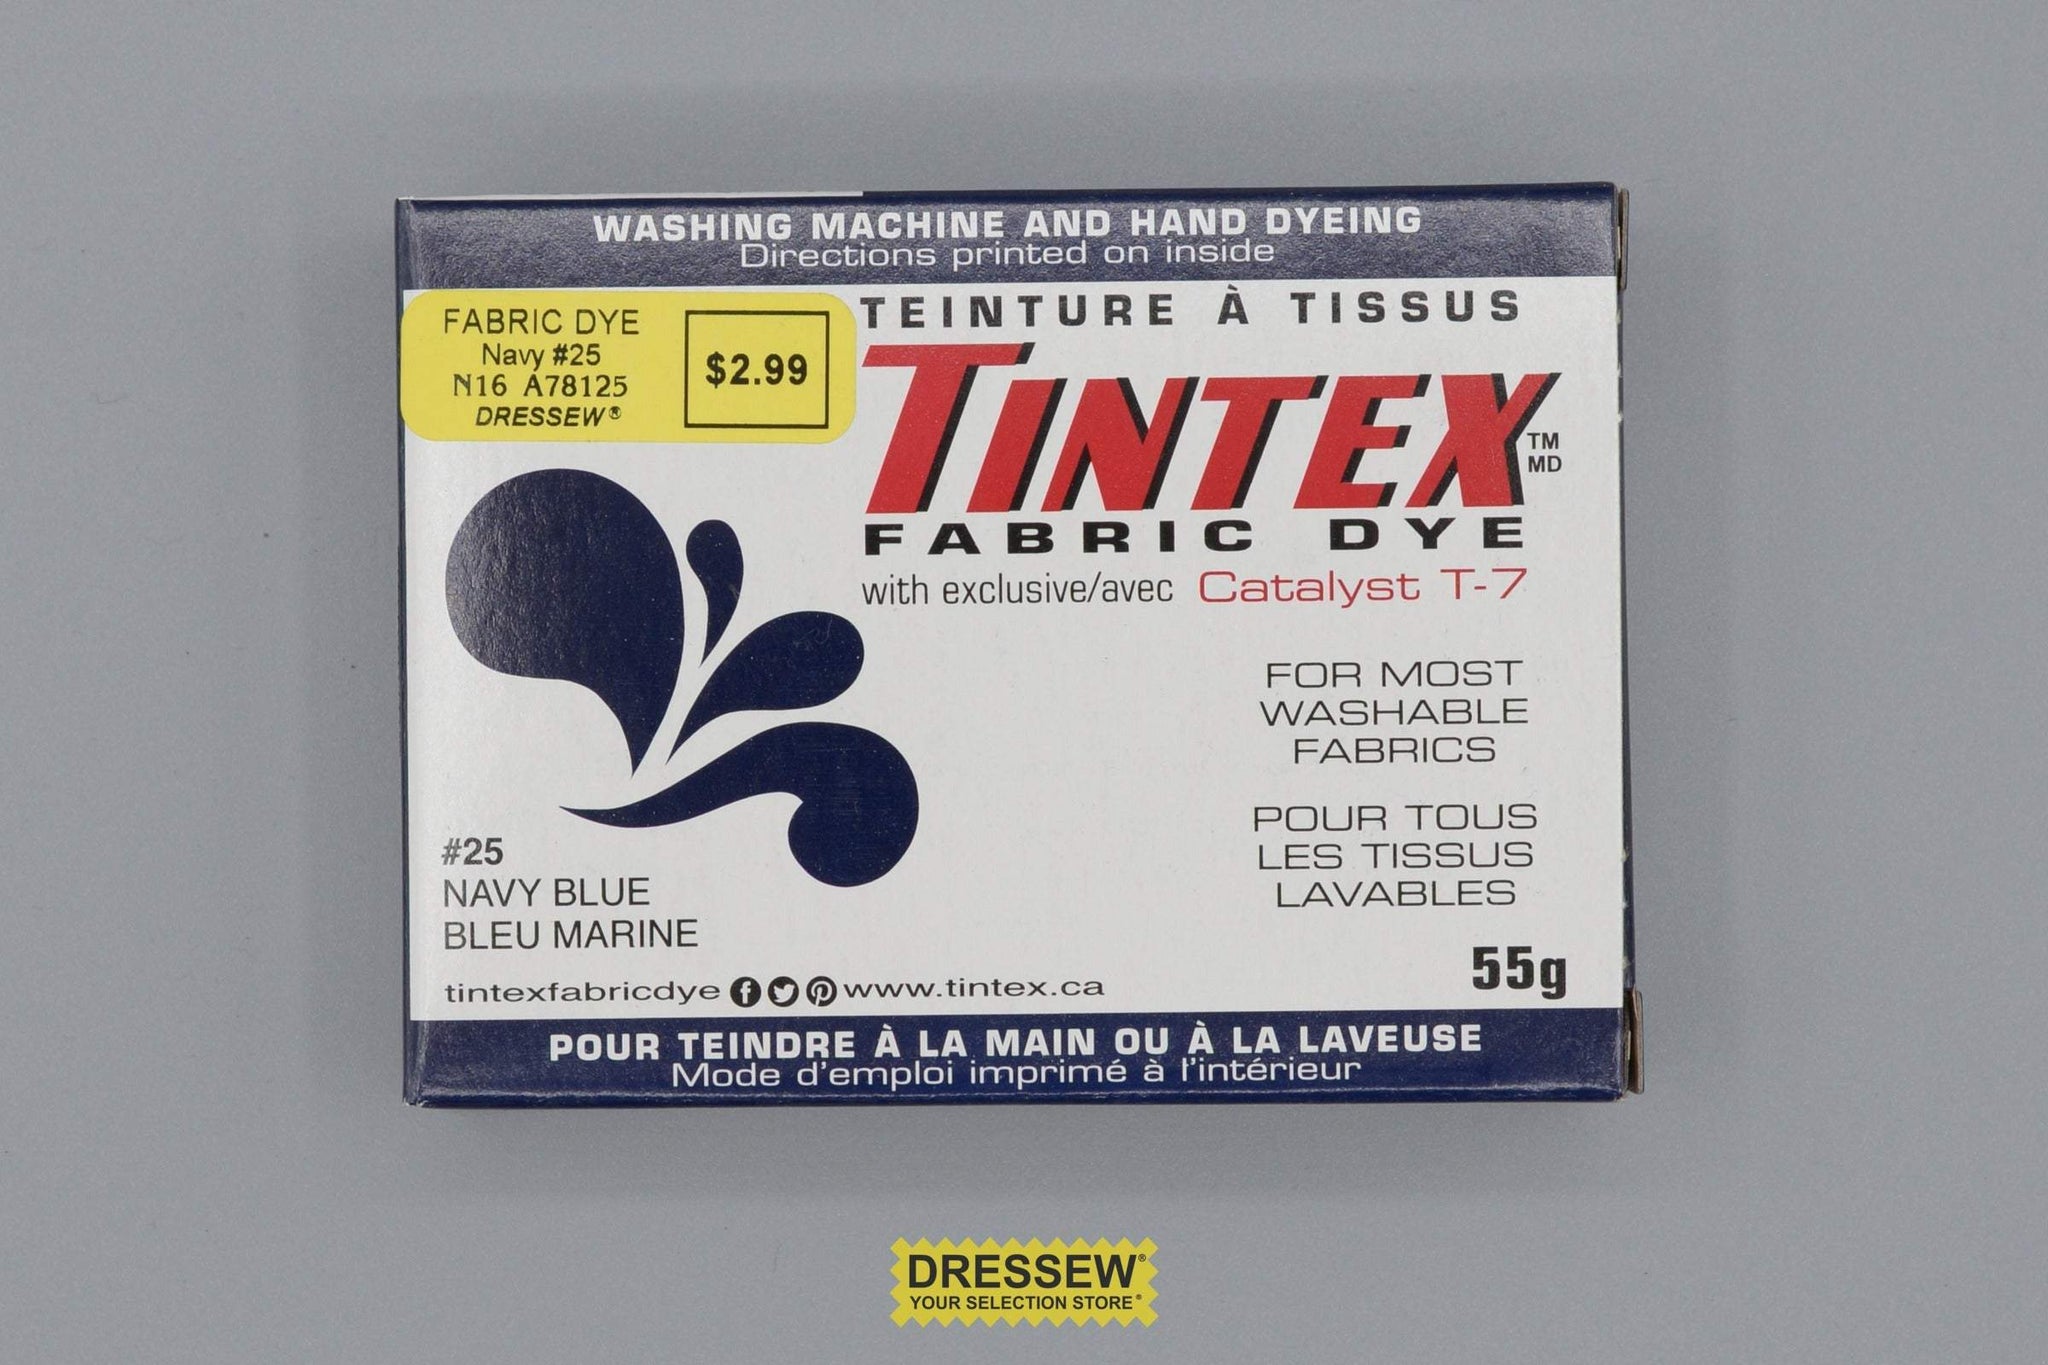 WASHING MACHINE AND HAND DYEING
Directions printed on inside
FABRIC DYE
Navy #25
N16 A78125
DRESSEW®
$2.99
TEINTURE À TISSUS
TINTEX
TM
MD
FABRIC DYE
with exclusive/avec Catalyst T-7
FOR MOST
WASHABLE
FABRICS
POUR TOUS
LES TISSUS
LAVABLES
#25
NAVY BLUE
BLEU MARINE
55g
tintexfabricdye www.tintex.ca
POUR TEINDRE À LA MAIN OU À LA LAVEUSE
Mode d'emploi imprimé à l'intérieur
DRESSEW®
YOUR SELECTION STORE®